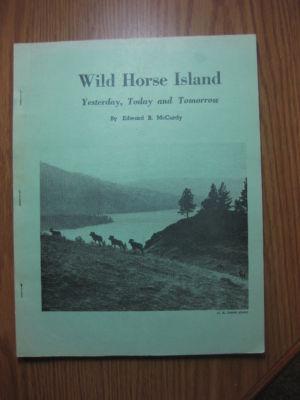 Wild Horse Island
Yesterday, Today and Tomorrow
By Edward B. McCurdy